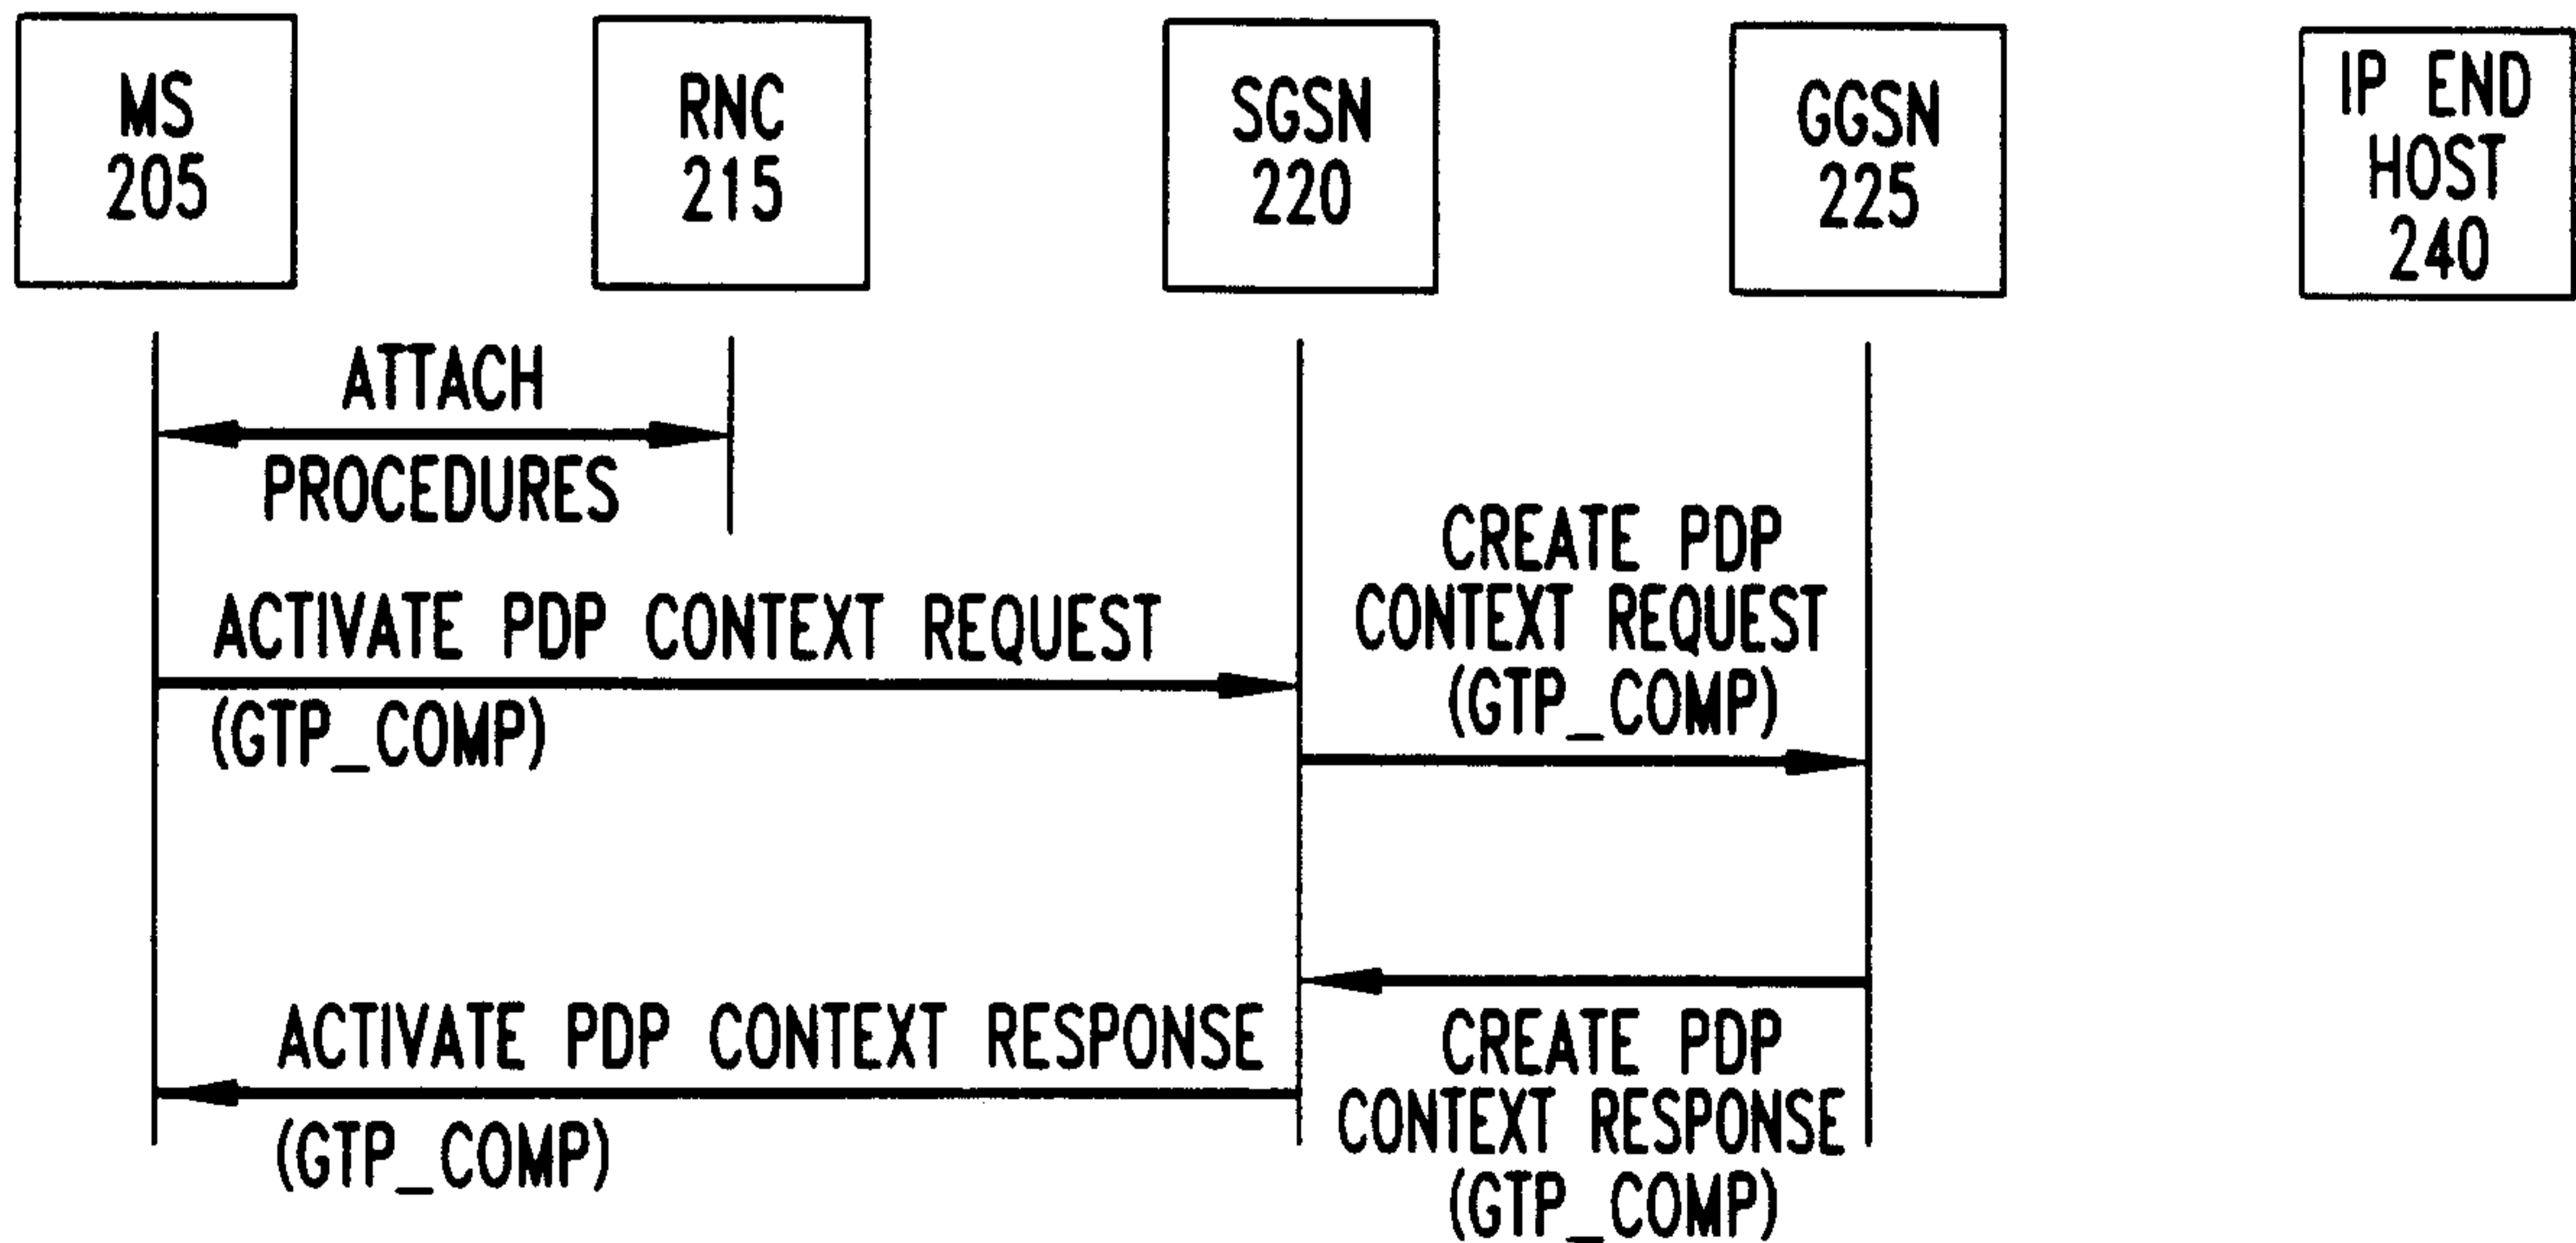 MS
205
RNC
215
SGSN
220
GGSN
225
IP END
HOST
240
ATTACH
PROCEDURES
ACTIVATE PDP CONTEXT REQUEST
(GTP_COMP)
CREATE PDP
CONTEXT REQUEST
(GTP_COMP)
ACTIVATE PDP CONTEXT RESPONSE
(GTP_COMP)
CREATE PDP
CONTEXT RESPONSE
(GTP_COMP)